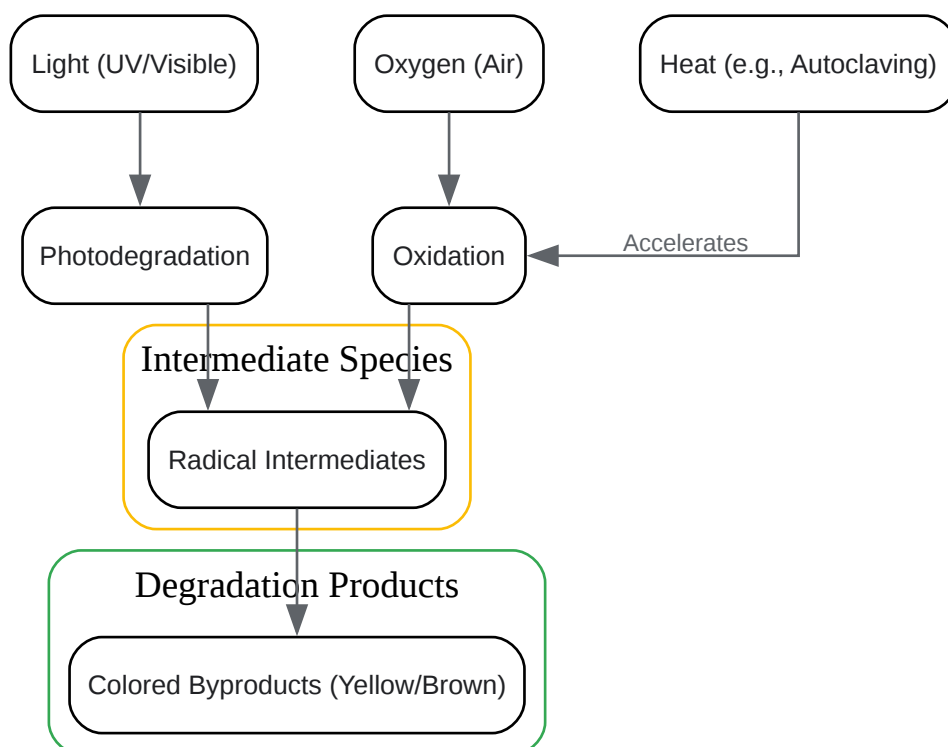 Light (UV/Visible)
Oxygen (Air)
Heat (e.g., Autoclaving)
Photodegradation
Oxidation
Accelerates
Intermediate Species
Radical Intermediates
Degradation Products
Colored Byproducts (Yellow/Brown)